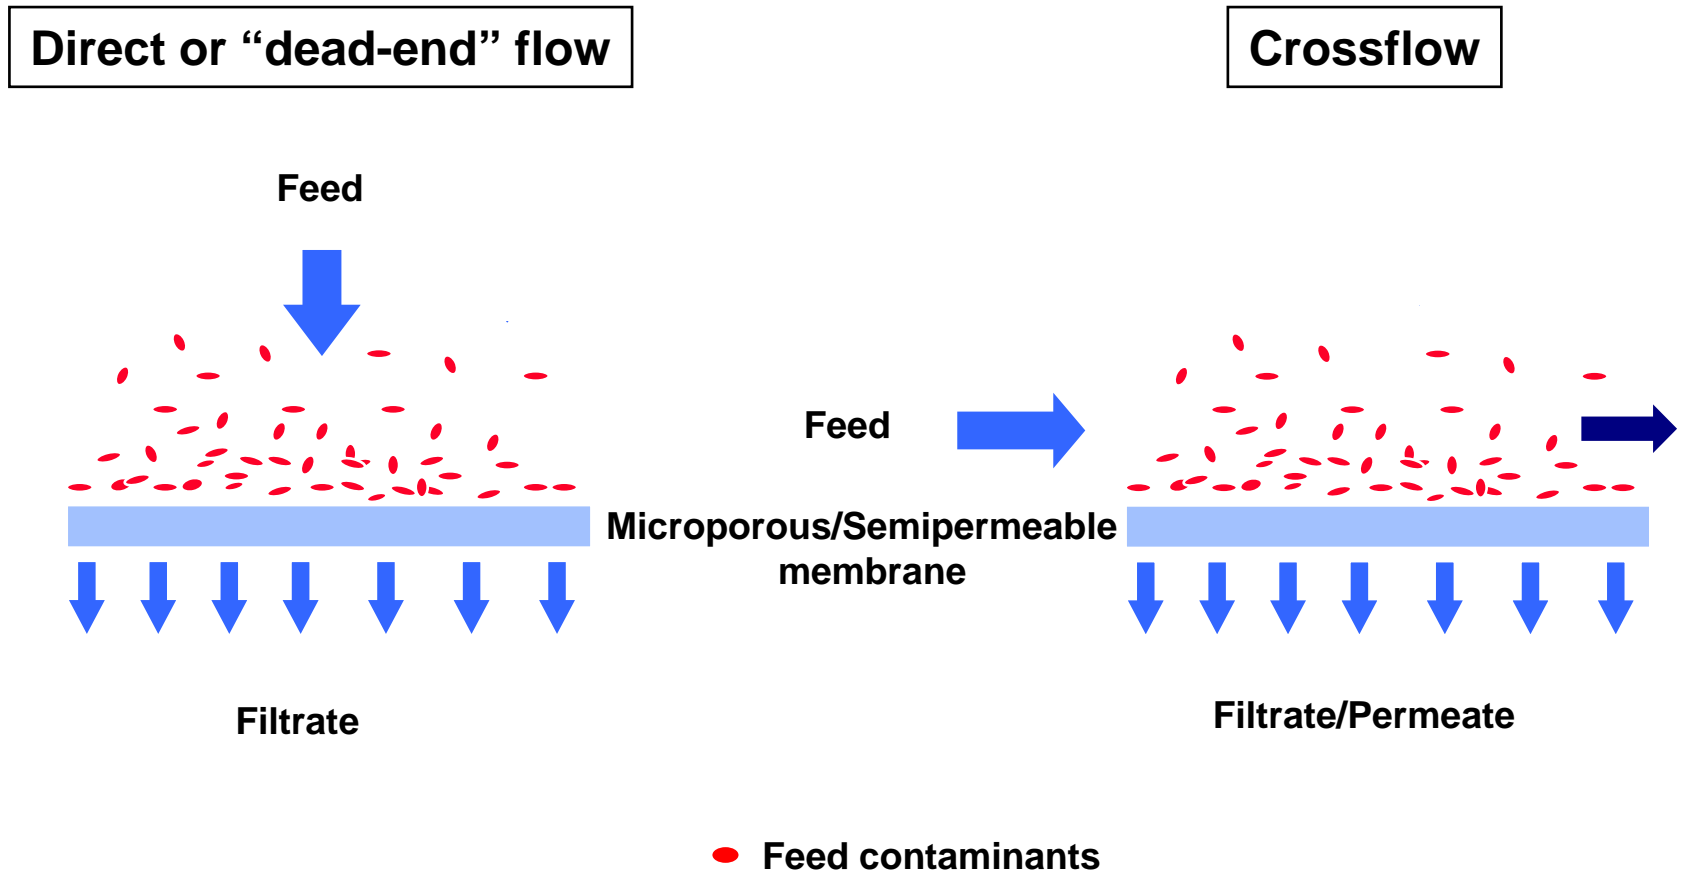 Direct or “dead-end” flow
Crossflow
Feed
Feed
Microporous/Semipermeable
membrane
Filtrate
Filtrate/Permeate
Feed contaminants